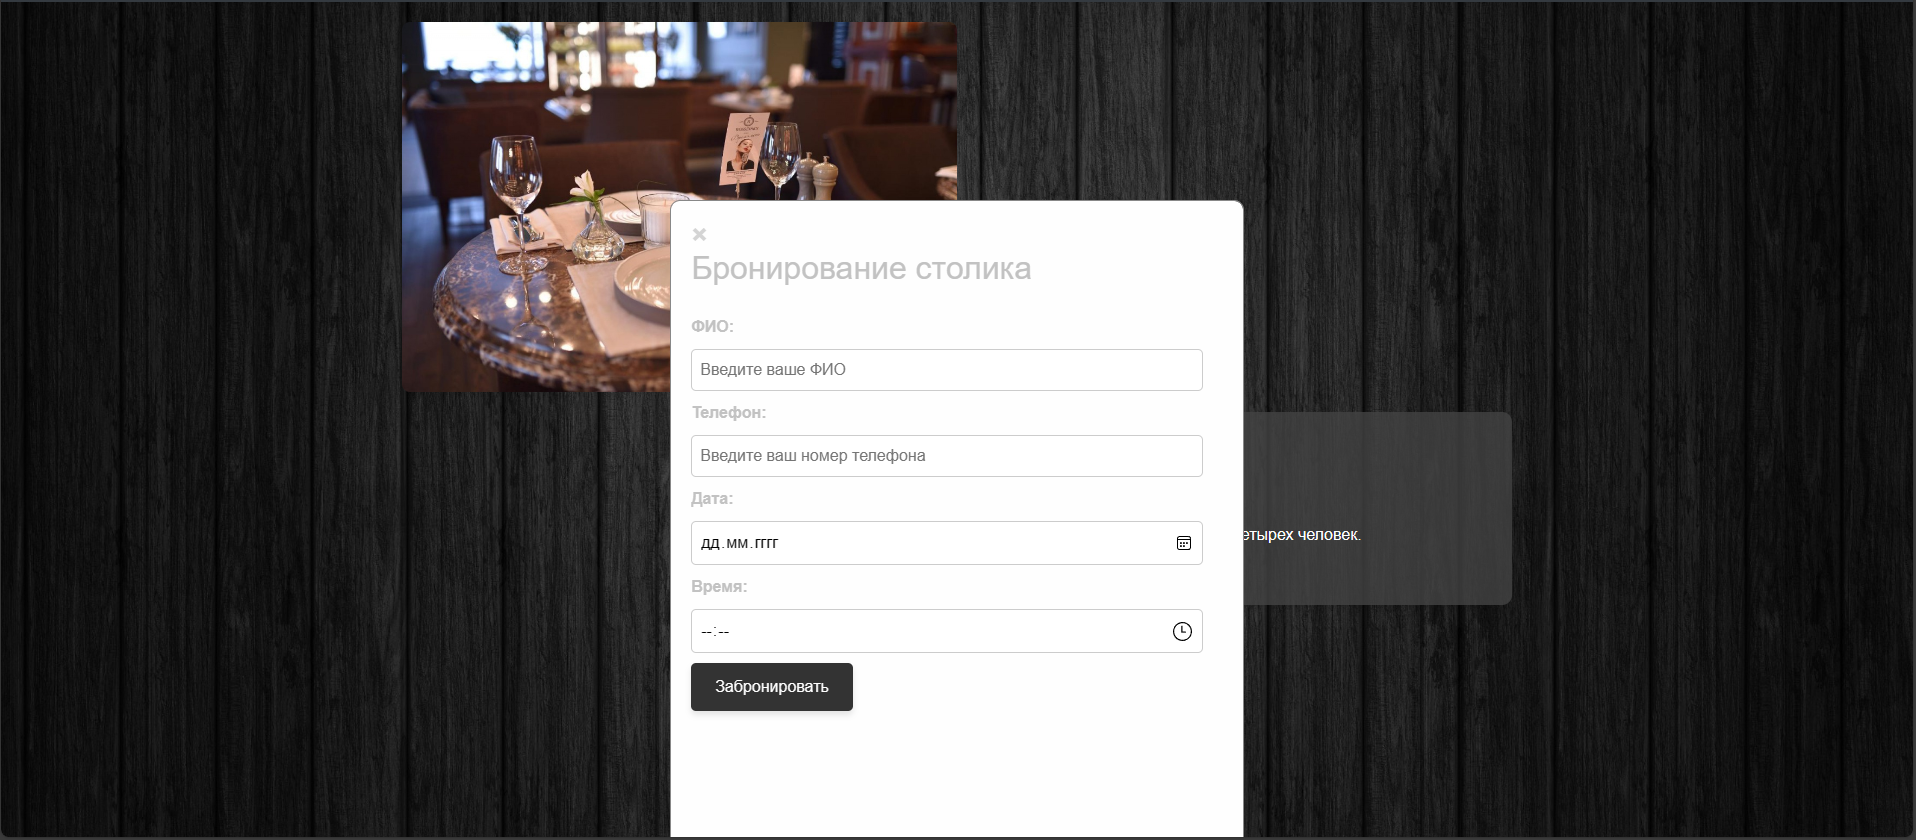 Бронирование столика
ФИО:
Введите ваше ФИО
Телефон:
Введите ваш номер телефона
Дата:
дд.мм.гггг
етырех человек.
Время:
--:--
Забронировать